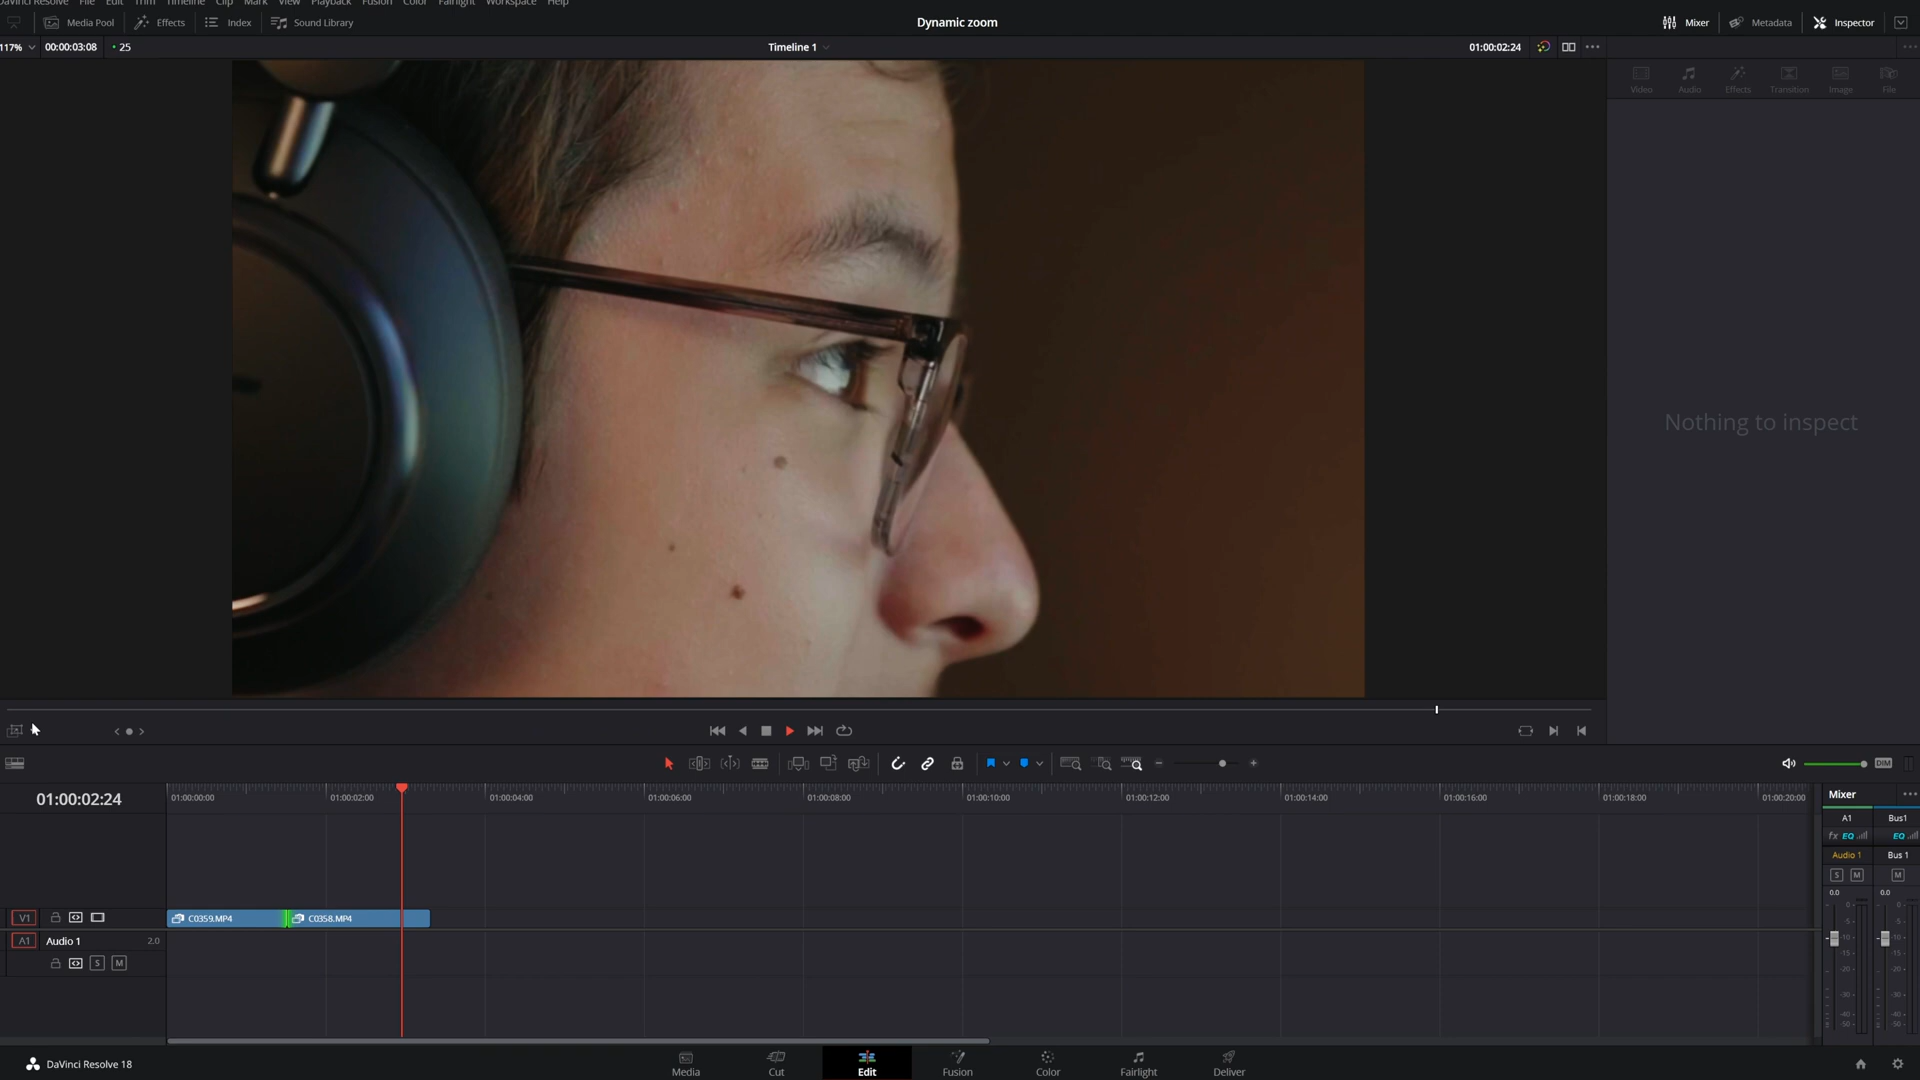 DaVinci Resolve File Edit Trim Timeline Clip Mark View Playback Fusion Color Fairlight Workspace Help
Media Pool Effects Index Sound Library Dynamic zoom Mixer Metadata Inspector
117% 00:00:03:08 25 Timeline 1 01:00:02:24
Video Audio Effects Transition Image File
Nothing to inspect
DIM
01:00:02:24 01:00:00:00 01:00:02:00 01:00:04:00 01:00:06:00 01:00:08:00 01:00:10:00 01:00:12:00 01:00:14:00 01:00:16:00 01:00:18:00 01:00:20:00
Mixer
A1 Bus1
fx EQ EQ
Audio 1 Bus 1
S M M
0.0 0.0
V1 C0359.MP4 C0358.MP4
A1 Audio 1 2.0
S M
DaVinci Resolve 18
Media Cut Edit Fusion Color Fairlight Deliver